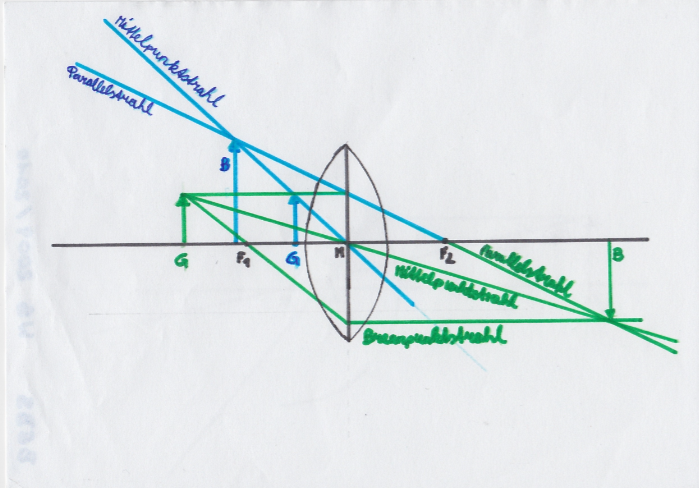 Mittelpunktstrahl
Parallelstrahl
B
G
F1
G
M
F2
B
Parallelstrahl
Mittelpunktstrahl
Brennpunktstrahl